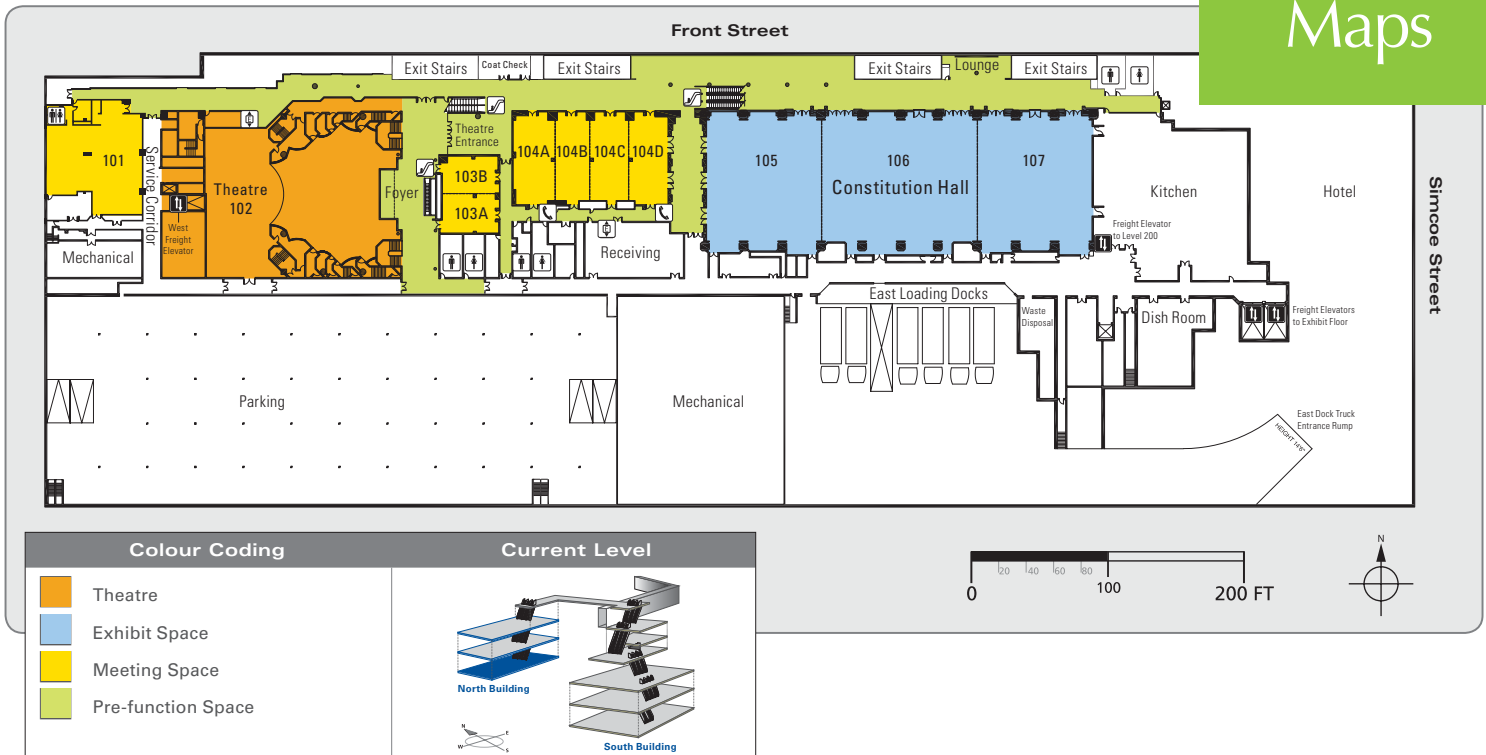 Maps
Front Street
Exit Stairs
Coat Check
Exit Stairs
Exit Stairs
Lounge
Exit Stairs
101
Service Corridor
Theatre
102
West
Freight
Elevator
Mechanical
Foyer
Theatre
Entrance
103B
103A
104A
104B
104C
104D
Receiving
105
106
107
Constitution Hall
Kitchen
Hotel
Simcoe Street
Freight Elevator
to Level 200
East Loading Docks
Waste
Disposal
Dish Room
Freight Elevators
to Exhibit Floor
Parking
Mechanical
East Dock Truck
Entrance Rump
HEIGHT 14'6"
Colour Coding
Theatre
Exhibit Space
Meeting Space
Pre-function Space
Current Level
North Building
South Building
N
E
W
S
20
40
60
80
0
100
200 FT
N